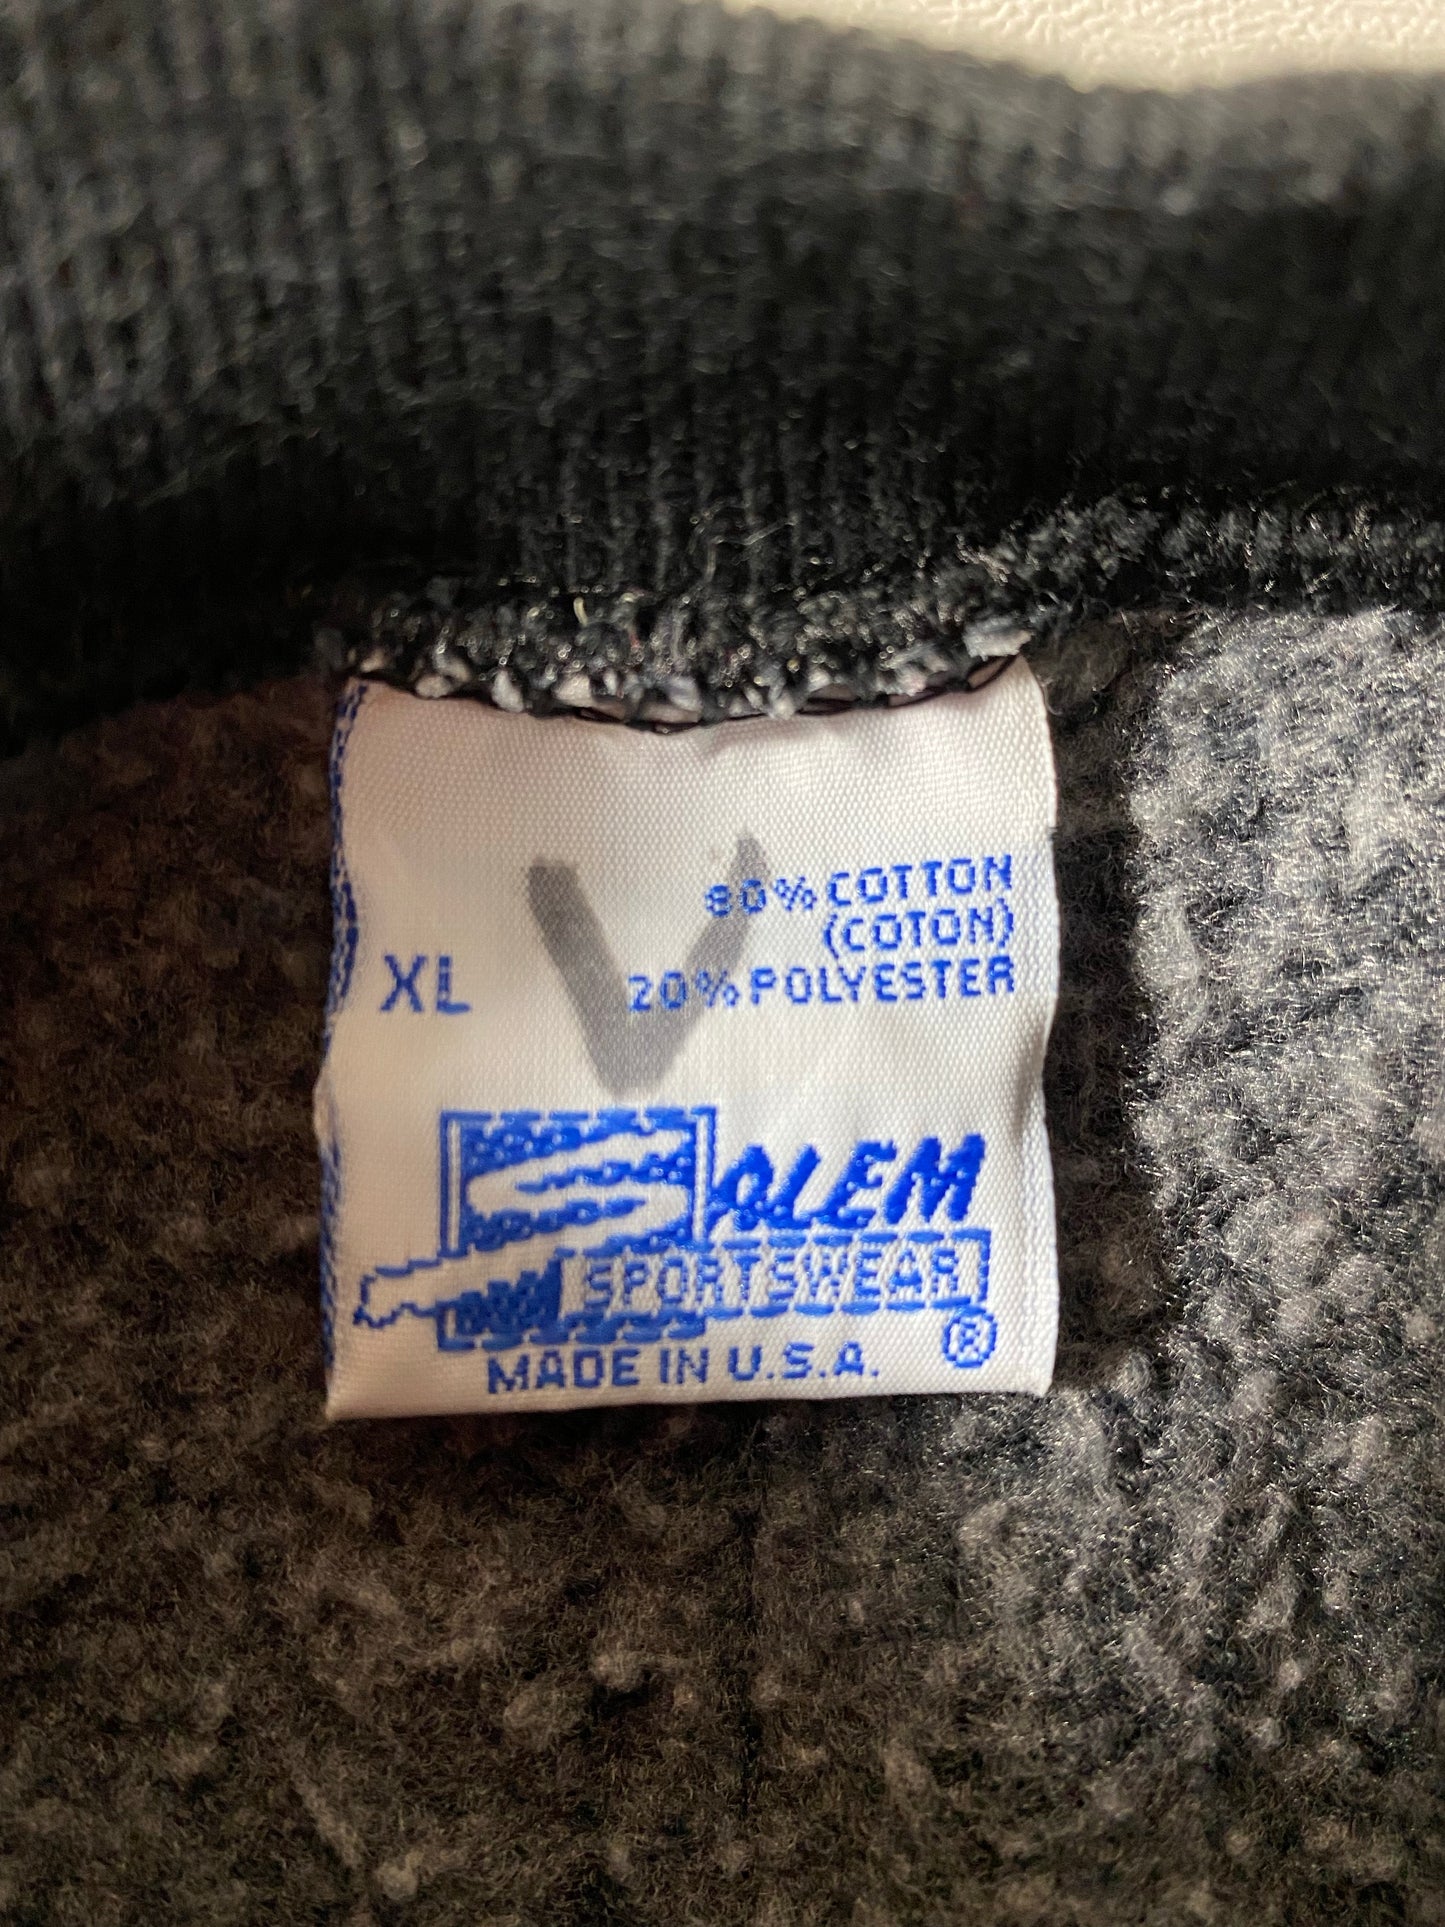 80% COTTON
(COTON)
XL
20% POLYESTER
V
SALEM
SPORTSWEAR
®
MADE IN U.S.A.